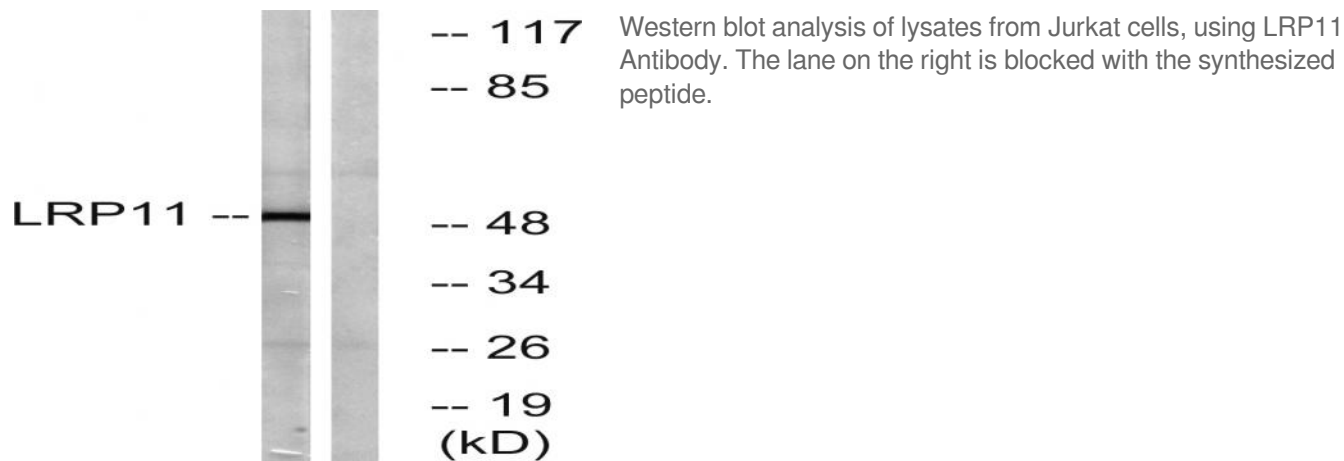 -- 117
-- 85
LRP11 --
-- 48
-- 34
-- 26
-- 19
(kD)
Western blot analysis of lysates from Jurkat cells, using LRP11
Antibody. The lane on the right is blocked with the synthesized
peptide.